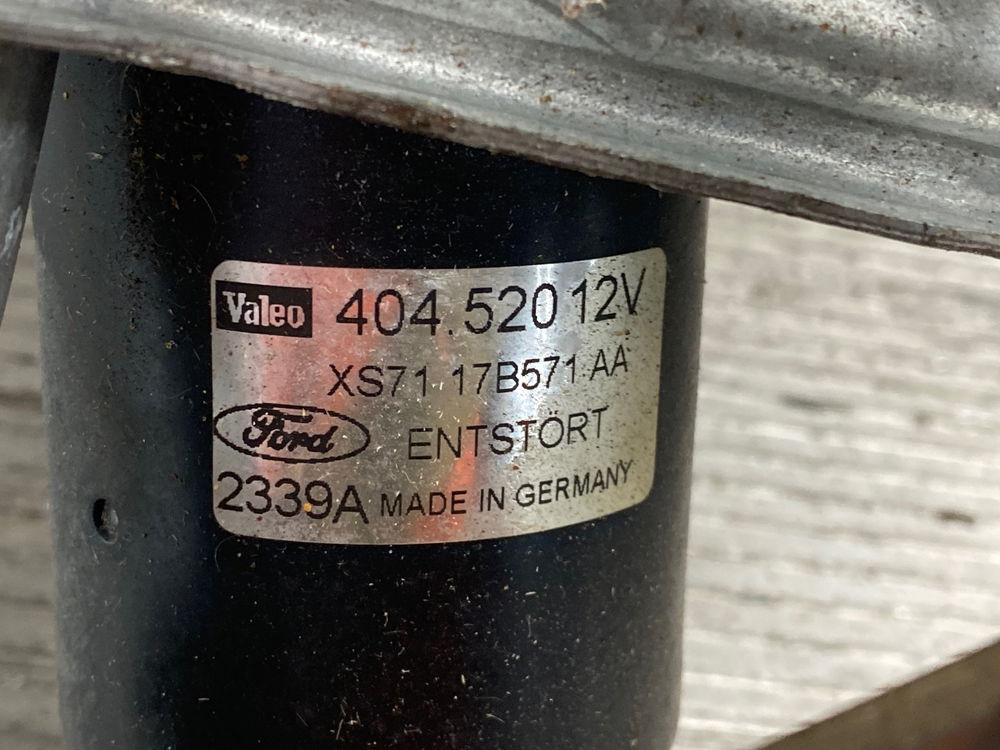 Valeo 404.520 12V
XS71 17B571 AA
Ford ENTSTÖRT
2339A MADE IN GERMANY